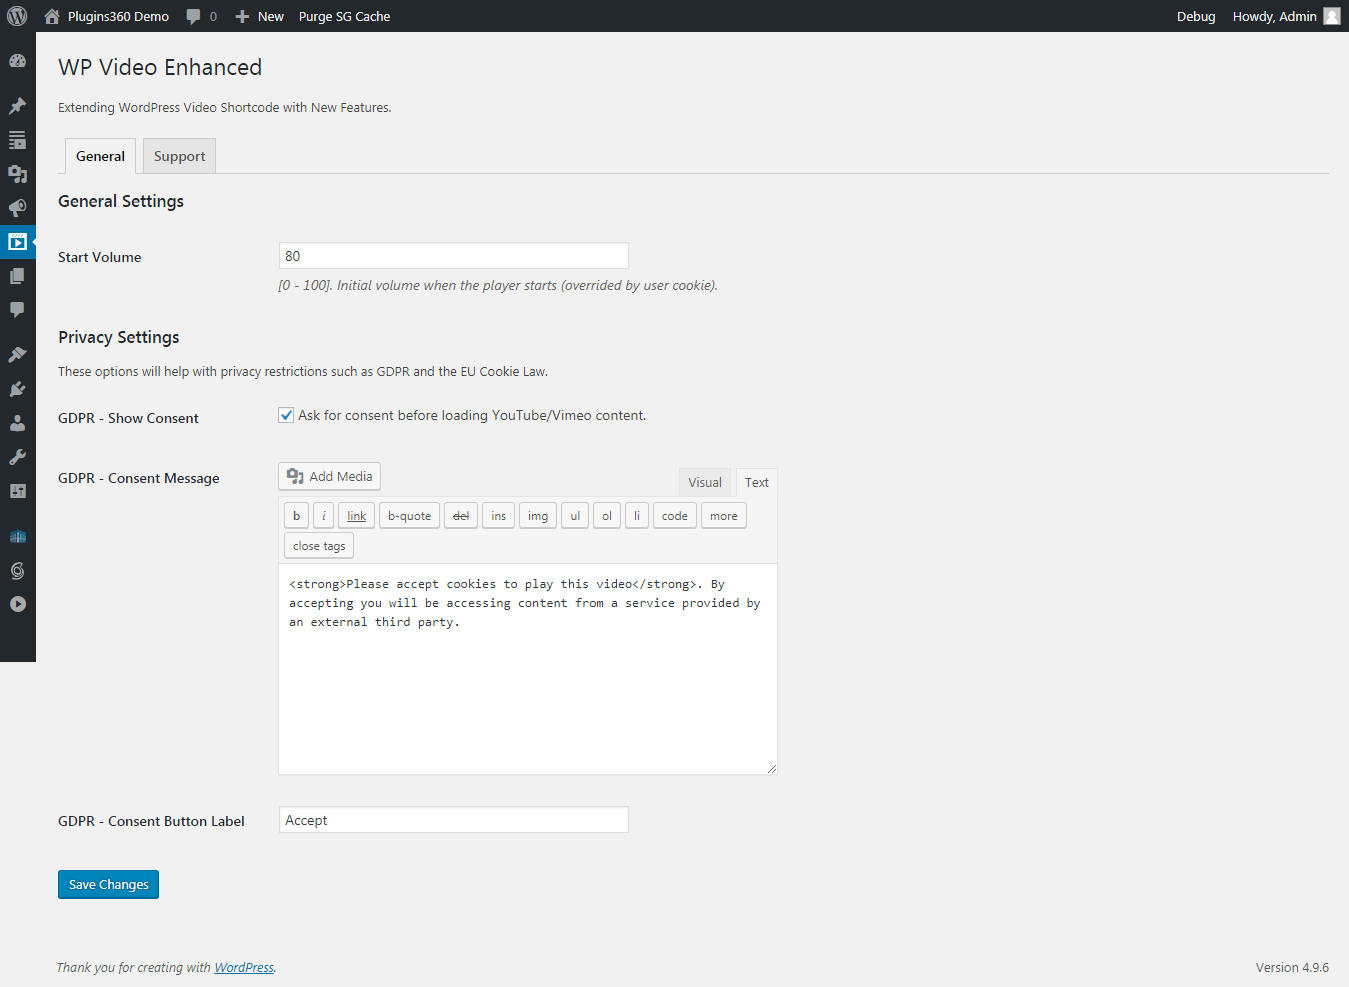 Plugins360 Demo 0 New Purge SG Cache Debug Howdy, Admin
WP Video Enhanced
Extending WordPress Video Shortcode with New Features.
General Support
General Settings
Start Volume 80
[0 - 100]. Initial volume when the player starts (overrided by user cookie).
Privacy Settings
These options will help with privacy restrictions such as GDPR and the EU Cookie Law.
GDPR - Show Consent Ask for consent before loading YouTube/Vimeo content.
GDPR - Consent Message Add Media Visual Text
b i link b-quote del ins img ul ol li code more
close tags
<strong>Please accept cookies to play this video</strong>. By
accepting you will be accessing content from a service provided by
an external third party.
GDPR - Consent Button Label Accept
Save Changes
Thank you for creating with WordPress. Version 4.9.6